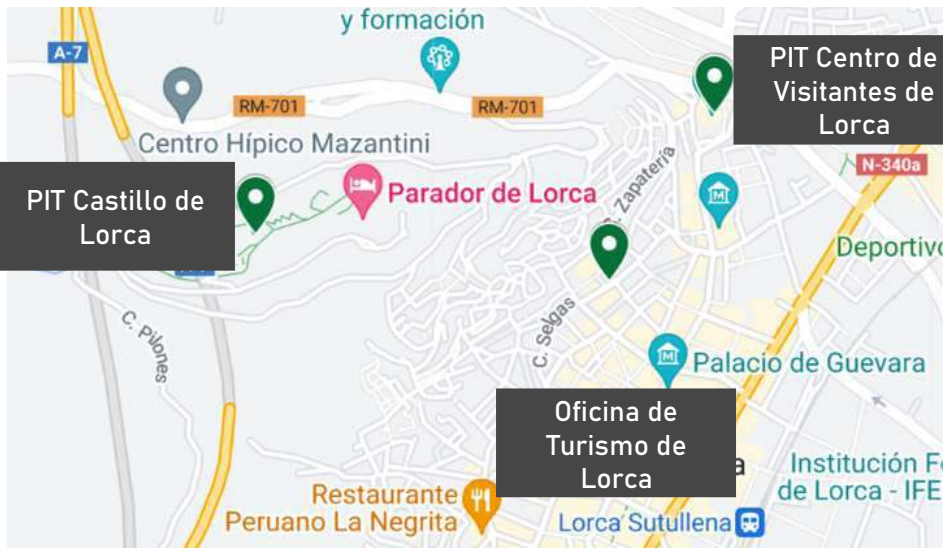 y formación
A-7
PIT Centro de
Visitantes de
Lorca
RM-701
RM-701
Centro Hípico Mazantini
N-340a
C. Zapatería
PIT Castillo de
Lorca
Parador de Lorca
Deportivo
C. Selgas
C. Pilones
Palacio de Guevara
Oficina de
Turismo de
Lorca
a
Institución Fe
de Lorca - IFE
Restaurante
Peruano La Negrita
Lorca Sutullena